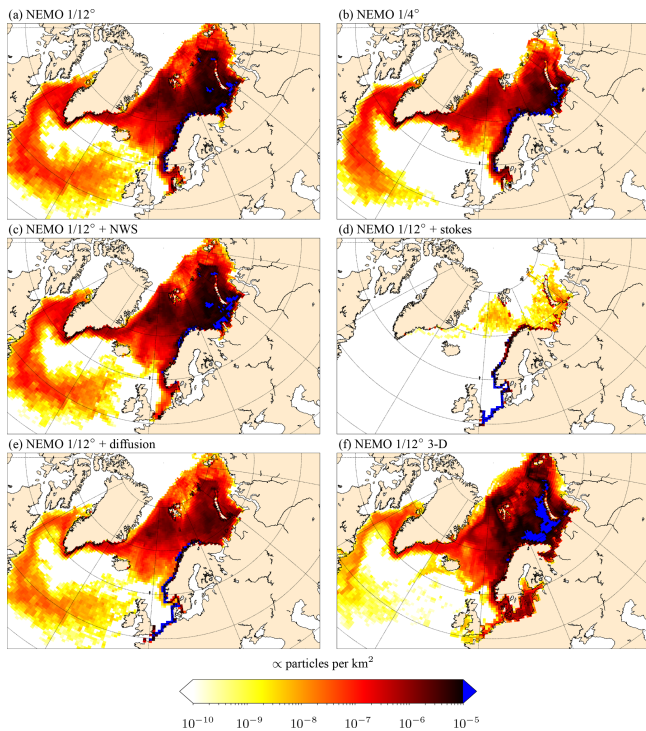 (a) NEMO 1/12°
(b) NEMO 1/4°
(c) NEMO 1/12° + NWS
(d) NEMO 1/12° + stokes
(e) NEMO 1/12° + diffusion
(f) NEMO 1/12° 3-D
∝ particles per km²
10⁻¹⁰ 10⁻⁹ 10⁻⁸ 10⁻⁷ 10⁻⁶ 10⁻⁵